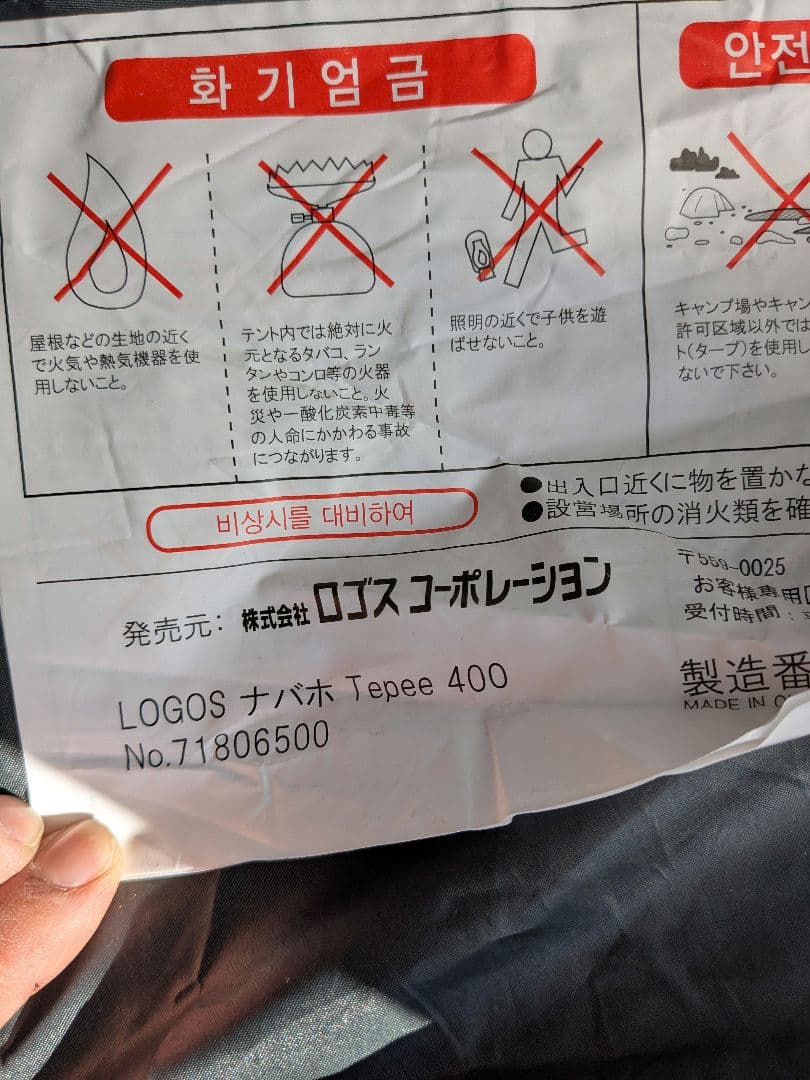 화기엄금
안전
屋根などの生地の近く
で火気や熱気機器を使
用しないこと。
テント内では絶対に火
元となるタバコ、ラン
タンやコンロ等の火器
を使用しないこと。火
災や一酸化炭素中毒等
の人命にかかわる事故
につながります。
照明の近くで子供を遊
ばせないこと。
キャンプ場やキャン
許可区域以外では
ト(タープ)を使用し
ないで下さい。
비상시를 대비하여
●出入口近くに物を置かな
●設営場所の消火類を確
発売元: 株式会社ロゴス コーポレーション
〒559-0025
お客様専用
受付時間:
LOGOS ナバホ Tepee 400
No.71806500
製造番
MADE IN